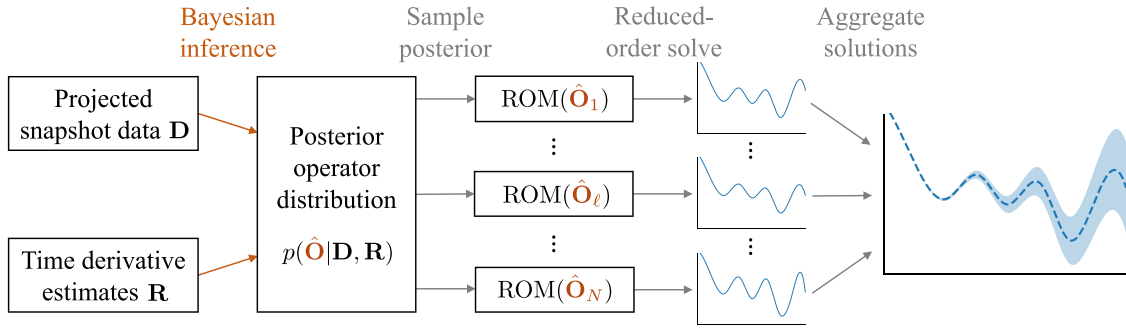 Bayesian
inference
Sample
posterior
Reduced-
order solve
Aggregate
solutions
Projected
snapshot data D
Time derivative
estimates R
Posterior
operator
distribution
p(Ô|D, R)
ROM(Ô₁)
⋮
ROM(Ô_ℓ)
⋮
ROM(Ô_N)
⋮
⋮